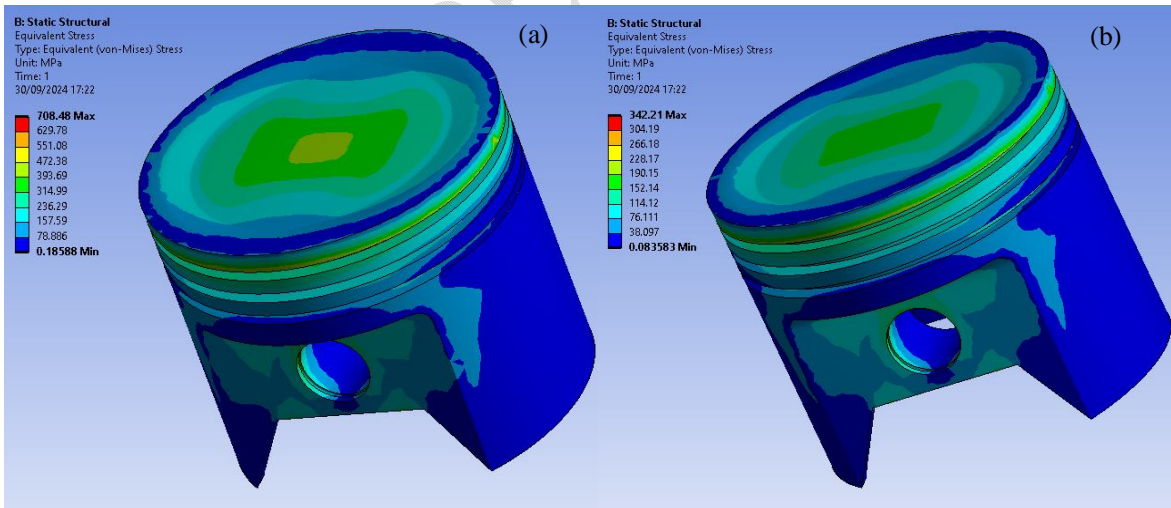 B: Static Structural
Equivalent Stress
Type: Equivalent (von-Mises) Stress
Unit: MPa
Time: 1
30/09/2024 17:22
708.48 Max
629.78
551.08
472.38
393.69
314.99
236.29
157.59
78.886
0.18588 Min
(a)
B: Static Structural
Equivalent Stress
Type: Equivalent (von-Mises) Stress
Unit: MPa
Time: 1
30/09/2024 17:22
342.21 Max
304.19
266.18
228.17
190.15
152.14
114.12
76.111
38.097
0.083583 Min
(b)